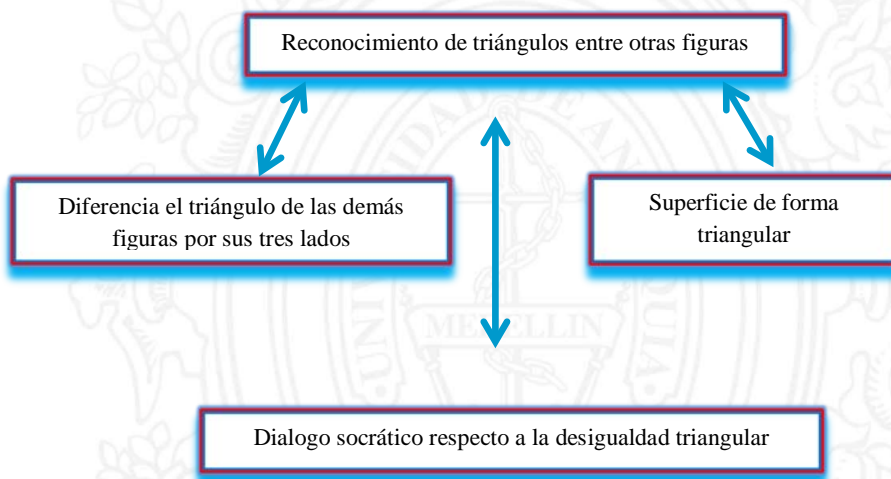 Reconocimiento de triángulos entre otras figuras
Diferencia el triángulo de las demás
figuras por sus tres lados
Superficie de forma
triangular
MEDELLIN
Dialogo socrático respecto a la desigualdad triangular